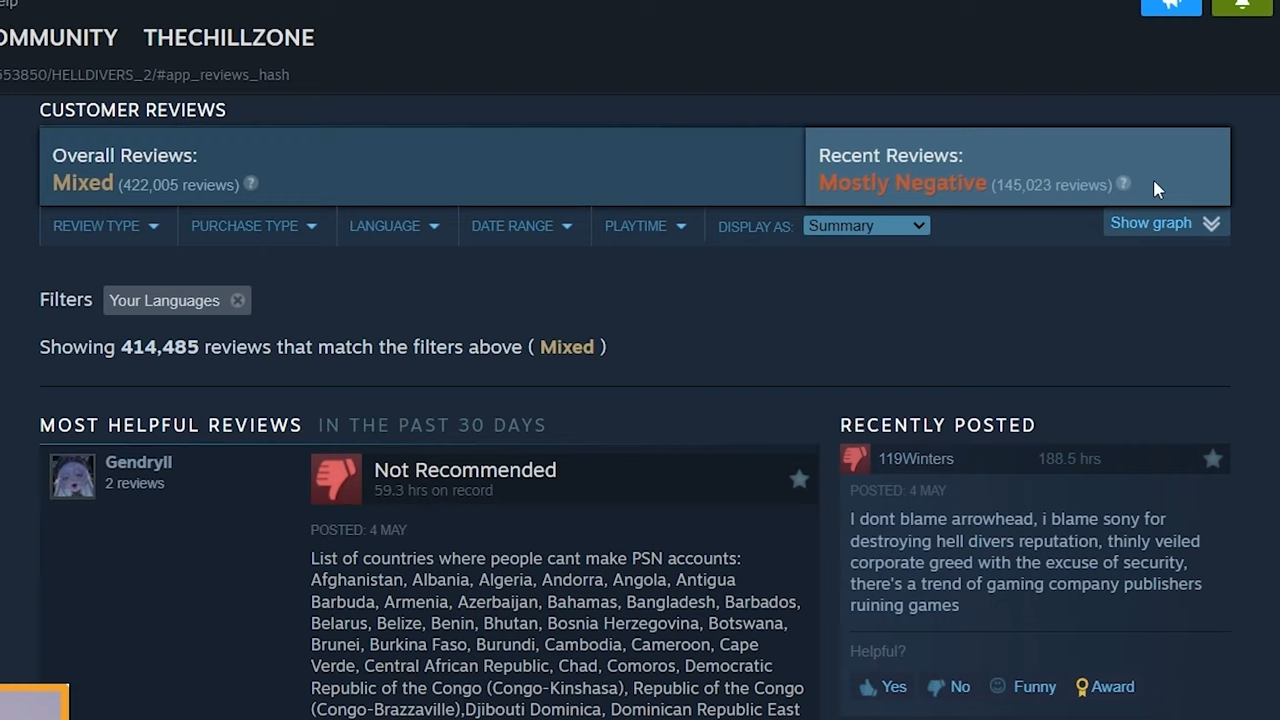 elp
OMMUNITY THECHILLZONE
553850/HELLDIVERS_2/#app_reviews_hash
CUSTOMER REVIEWS
Overall Reviews:
Mixed (422,005 reviews) ?
Recent Reviews:
Mostly Negative (145,023 reviews) ?
REVIEW TYPE PURCHASE TYPE LANGUAGE DATE RANGE PLAYTIME DISPLAY AS: Summary
Show graph
Filters Your Languages
Showing 414,485 reviews that match the filters above ( Mixed )
MOST HELPFUL REVIEWS IN THE PAST 30 DAYS
Gendryll
2 reviews
Not Recommended
59.3 hrs on record
POSTED: 4 MAY
List of countries where people cant make PSN accounts:
Afghanistan, Albania, Algeria, Andorra, Angola, Antigua
Barbuda, Armenia, Azerbaijan, Bahamas, Bangladesh, Barbados,
Belarus, Belize, Benin, Bhutan, Bosnia Herzegovina, Botswana,
Brunei, Burkina Faso, Burundi, Cambodia, Cameroon, Cape
Verde, Central African Republic, Chad, Comoros, Democratic
Republic of the Congo (Congo-Kinshasa), Republic of the Congo
(Congo-Brazzaville),Djibouti Dominica, Dominican Republic East
RECENTLY POSTED
119Winters 188.5 hrs
POSTED: 4 MAY
I dont blame arrowhead, i blame sony for
destroying hell divers reputation, thinly veiled
corporate greed with the excuse of security,
there's a trend of gaming company publishers
ruining games
Helpful?
Yes No Funny Award